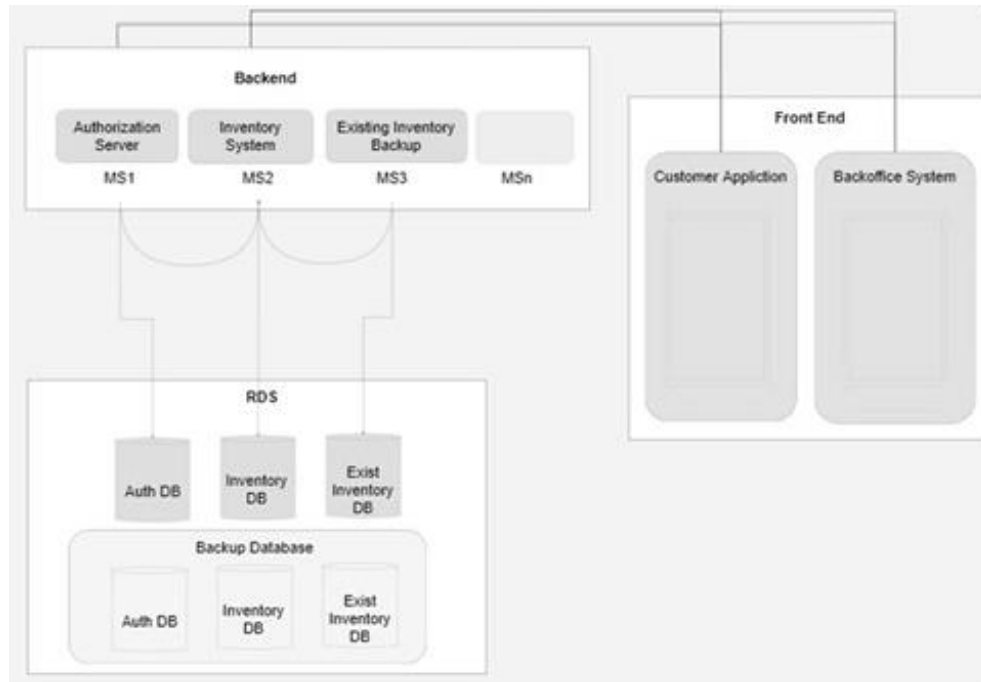 Backend
Authorization
Server
Inventory
System
Existing Inventory
Backup
MS1
MS2
MS3
MSn
Front End
Customer Appliction
Backoffice System
RDS
Auth DB
Inventory
DB
Exist
Inventory
DB
Backup Database
Auth DB
Inventory
DB
Exist
Inventory
DB